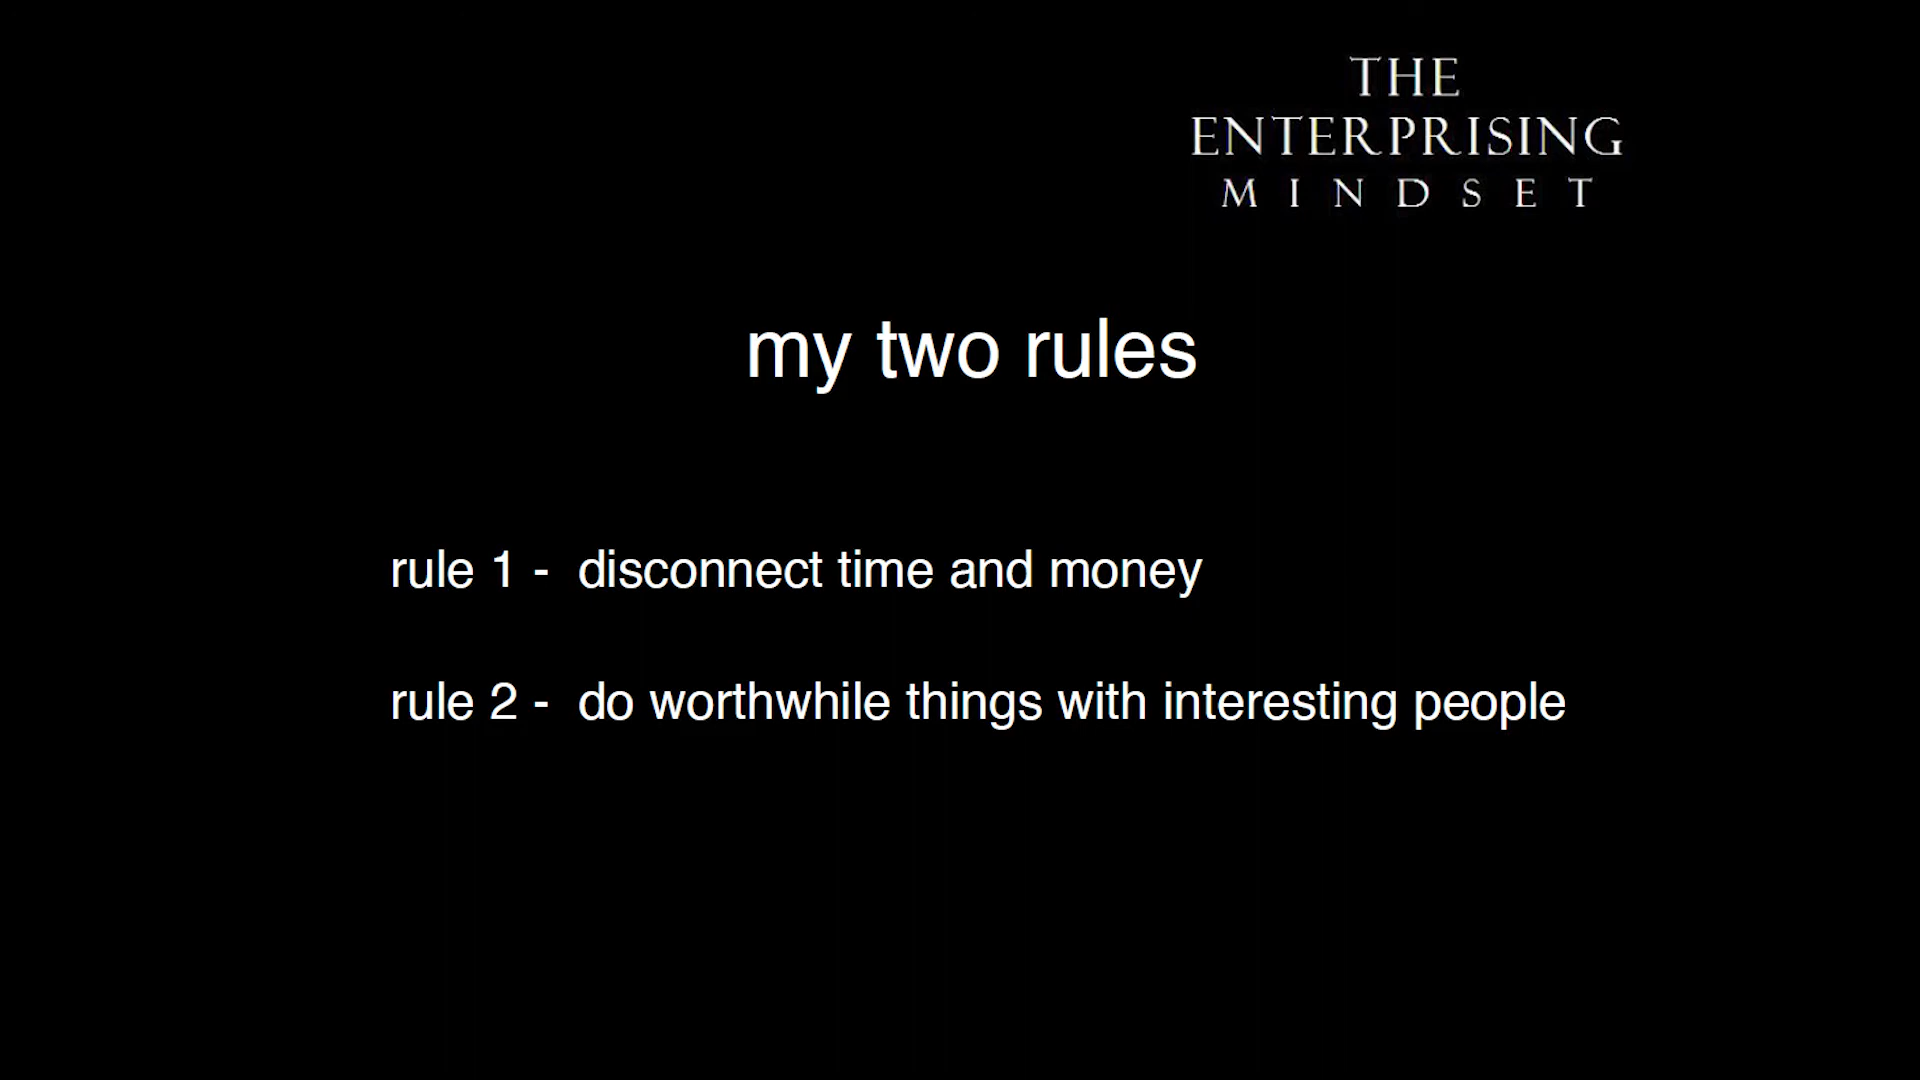 THE
ENTERPRISING
MINDSET
my two rules
rule 1 - disconnect time and money
rule 2 - do worthwhile things with interesting people